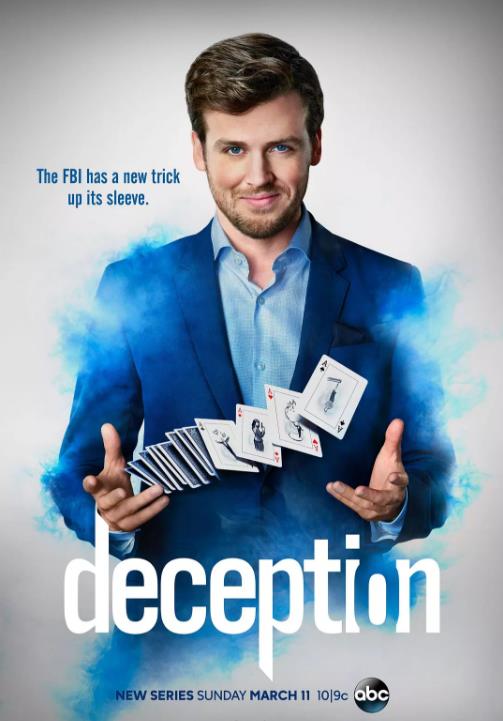 The FBI has a new trick
up its sleeve.
A
A
A
A
deception
NEW SERIES SUNDAY MARCH 11 10|9c abc